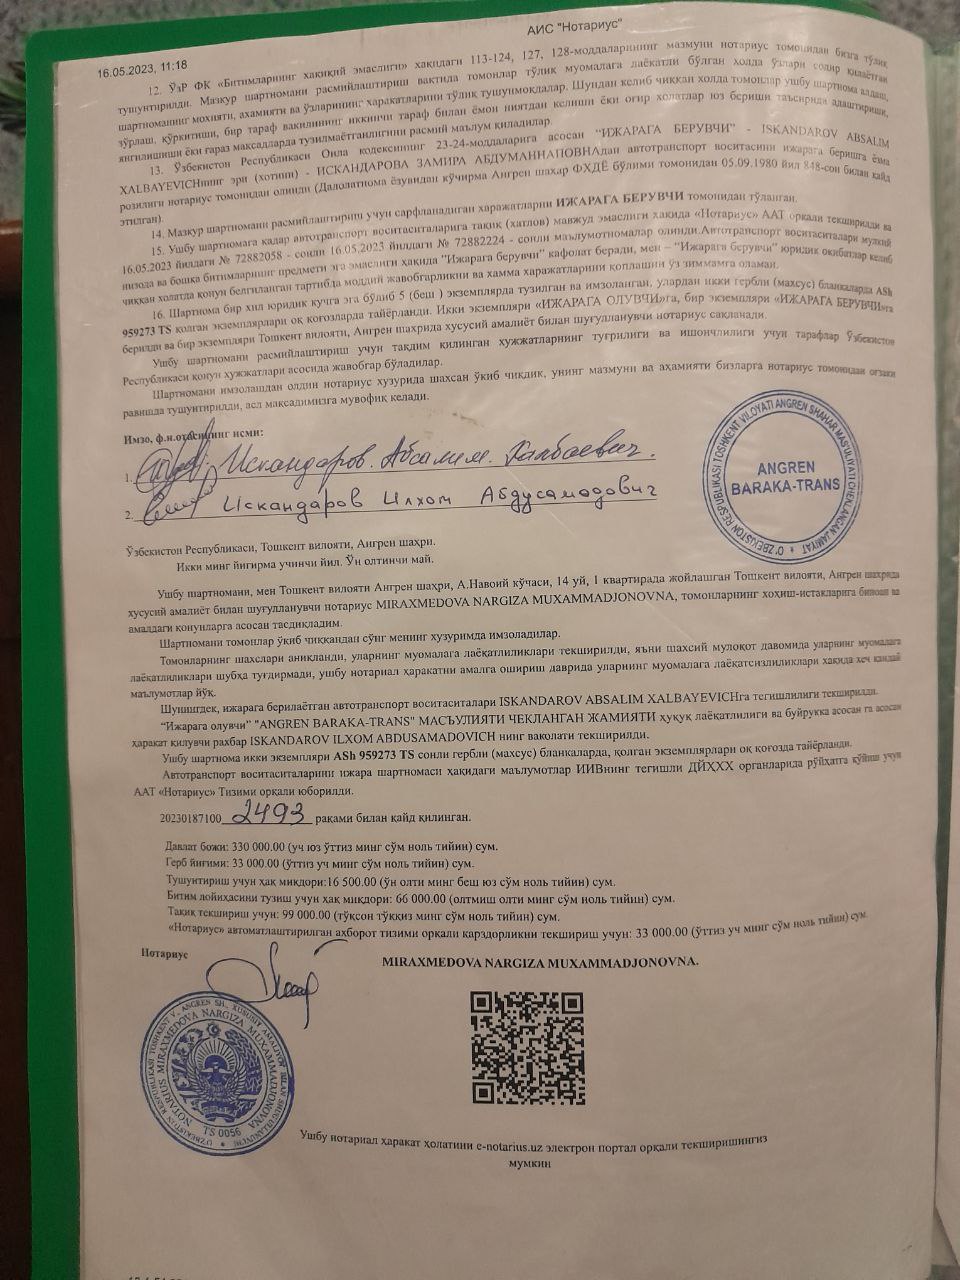 АИС "Нотариус"
16.05.2023, 11:18
12. ЎзР ФК «Битимларнинг ҳақиқий эмаслиги» ҳақидаги 113-124, 127, 128-моддаларининг мазмуни нотариус томонидан бизга тўлиқ
тушунтирилди. Мазкур шартномани расмийлаштириш вақтида томонлар тўлиқ муомалага лаёқатли бўлган ҳолда ўзлари содир қилаётган
шартноманинг моҳияти, аҳамияти ва ўзларининг ҳаракатларини тўлиқ тушунмоқдалар. Шундан келиб чиққан ҳолда томонлар ушбу шартнома алдаш,
зўрлаш, қўрқитиши, бир тараф вакилининг иккинчи тараф билан ёмон ниятдан келиши ёки оғир ҳолатлар юз бериши таъсирида адаштириши,
янгилишиши ёки ғараз мақсадларда тузилмаётганлигини расмий маълум қиладилар.
13. Ўзбекистон Республикаси Оила кодексининг 23-24-моддаларига асосан "ИЖАРАГА БЕРУВЧИ" - ISKANDAROV ABSALIM
XALBAYEVICHнинг эри (хотини) - ИСКАНДАРОВА ЗАМИРА АБДУМАННАПОВНАдан автотранспорт воситасини ижарага беришга ёзма
розилиги нотариус томонидан олинди (Далолатнома ёзувидан кўчирма Ангрен шаҳар ФХДЁ бўлими томонидан 05.09.1980 йил 848-сон билан қайд
этилган).
14. Мазкур шартномани расмийлаштириш учун сарфланадиган харажатларни ИЖАРАГА БЕРУВЧИ томонидан тўланган.
15. Ушбу шартномага қадар автотранспорт воситаларига тақиқ (хатлов) мавжуд эмаслиги ҳақида «Нотариус» ААТ орқали текширилди ва
16.05.2023 йилдаги № 72882058 - сонли 16.05.2023 йилдаги № 72882224 - сонли маълумотномалар олинди.Автотранспорт воситаситалари мулкий
низода ва бошқа битимларнинг предмети эга эмаслиги ҳақида "Ижарага берувчи" кафолат беради, мен – "Ижарага берувчи" юридик оқибатлар келиб
чиққан ҳолатда қонун белгиланган тартибда моддий жавобгарликни ва ҳамма харажатларини қоплашни ўз зиммамга оламан.
16. Шартнома бир хил юридик кучга эга бўлиб 5 (беш ) экземплярда тузилган ва имзоланган, улардан икки гербли (махсус) бланкаларда ASh
959273 TS қолган экземплярлари оқ қоғозларда тайёрланди. Икки экземпляри «ИЖАРАГА ОЛУВЧИ»га, бир экземпляри «ИЖАРАГА БЕРУВЧИ»га
берилди ва бир экземпляри Тошкент вилояти, Ангрен шаҳрида хусусий амалиёт билан шуғулланувчи нотариус сақланади.
Ушбу шартномани расмийлаштириш учун тақдим қилинган ҳужжатларнинг тўғрилиги ва ишончлилиги учун тарафлар Ўзбекистон
Республикаси қонун ҳужжатлари асосида жавобгар бўладилар.
Шартномани имзолашдан олдин нотариус ҳузурида шахсан ўқиб чиқдик, унинг мазмуни ва аҳамияти бизларга нотариус томонидан оғзаки
равишда тушунтирилди, асл мақсадимизга мувофиқ келади.
Имзо, ф.и.отасининг исми:
1. Искандаров. Абсалим. Халбаевич.
2. Искандаров Илхом Абдусамадович
O'ZBEKISTON RESPUBLIKASI TOSHKENT VILOYATI ANGREN SHAHAR MAS'ULIYATI CHEKLANGAN JAMIYAT
ANGREN
BARAKA-TRANS
Ўзбекистон Республикаси, Тошкент вилояти, Ангрен шаҳри.
Икки минг йигирма учинчи йил. Ўн олтинчи май.
Ушбу шартномани, мен Тошкент вилояти Ангрен шаҳри, А.Навоий кўчаси, 14 уй, 1 квартирада жойлашган Тошкент вилояти, Ангрен шаҳрида
хусусий амалиёт билан шуғулланувчи нотариус MIRAXMEDOVA NARGIZA MUXAMMADJONOVNA, томонларнинг хоҳиш-истакларига биноан ва
амалдаги қонунларга асосан тасдиқладим.
Шартномани томонлар ўқиб чиққандан сўнг менинг ҳузуримда имзоладилар.
Томонларнинг шахслари аниқланди, уларнинг муомалага лаёқатлиликлари текширилди, яъни шахсий мулоқот давомида уларнинг муомалага
лаёқатлиликлари шубҳа туғдирмади, ушбу нотариал ҳаракатни амалга ошириш даврида уларнинг муомалага лаёқатсизлиликлари ҳақида ҳеч қандай
маълумотлар йўқ.
Шунингдек, ижарага берилаётган автотранспорт воситаситалари ISKANDAROV ABSALIM XALBAYEVICHга тегишлилиги текширилди.
"Ижарага олувчи" "ANGREN BARAKA-TRANS" МАСЪУЛИЯТИ ЧЕКЛАНГАН ЖАМИЯТИ ҳуқуқ лаёқатлилиги ва буйруққа асосан га асосан
ҳаракат қилувчи раҳбар ISKANDAROV ILXOM ABDUSAMADOVICH нинг ваколати текширилди.
Ушбу шартнома икки экземпляри ASh 959273 TS сонли гербли (махсус) бланкаларда, қолган экземплярлари оқ қоғозда тайёрланди.
Автотранспорт воситаларини ижара шартномаси ҳақидаги маълумотлар ИИВнинг тегишли ДЙҲХХ органларида рўйҳатга қўйиш учун
ААТ «Нотариус» Тизими орқали юборилди.
20230187100 2493 рақами билан қайд қилинган.
Давлат божи: 330 000.00 (уч юз ўттиз минг сўм ноль тийин) сум.
Герб йиғими: 33 000.00 (ўттиз уч минг сўм ноль тийин) сум.
Тушунтириш учун ҳақ миқдори:16 500.00 (ўн олти минг беш юз сўм ноль тийин) сум.
Битим лойиҳасини тузиш учун ҳақ миқдори: 66 000.00 (олтмиш олти минг сўм ноль тийин) сум.
Тақиқ текшириш учун: 99 000.00 (тўқсон тўққиз минг сўм ноль тийин) сум.
«Нотариус» автоматлаштирилган ахборот тизими орқали қарздорликни текшириш учун: 33 000.00 (ўттиз уч минг сўм ноль тийин) сум.
Нотариус
MIRAXMEDOVA NARGIZA MUXAMMADJONOVNA.
NOTARIUS MIRAXMEDOVA NARGIZA MUXAMMADJONOVNA
TS 0056
Ушбу нотариал ҳаракат ҳолатини e-notarius.uz электрон портал орқали текширишингиз
мумкин